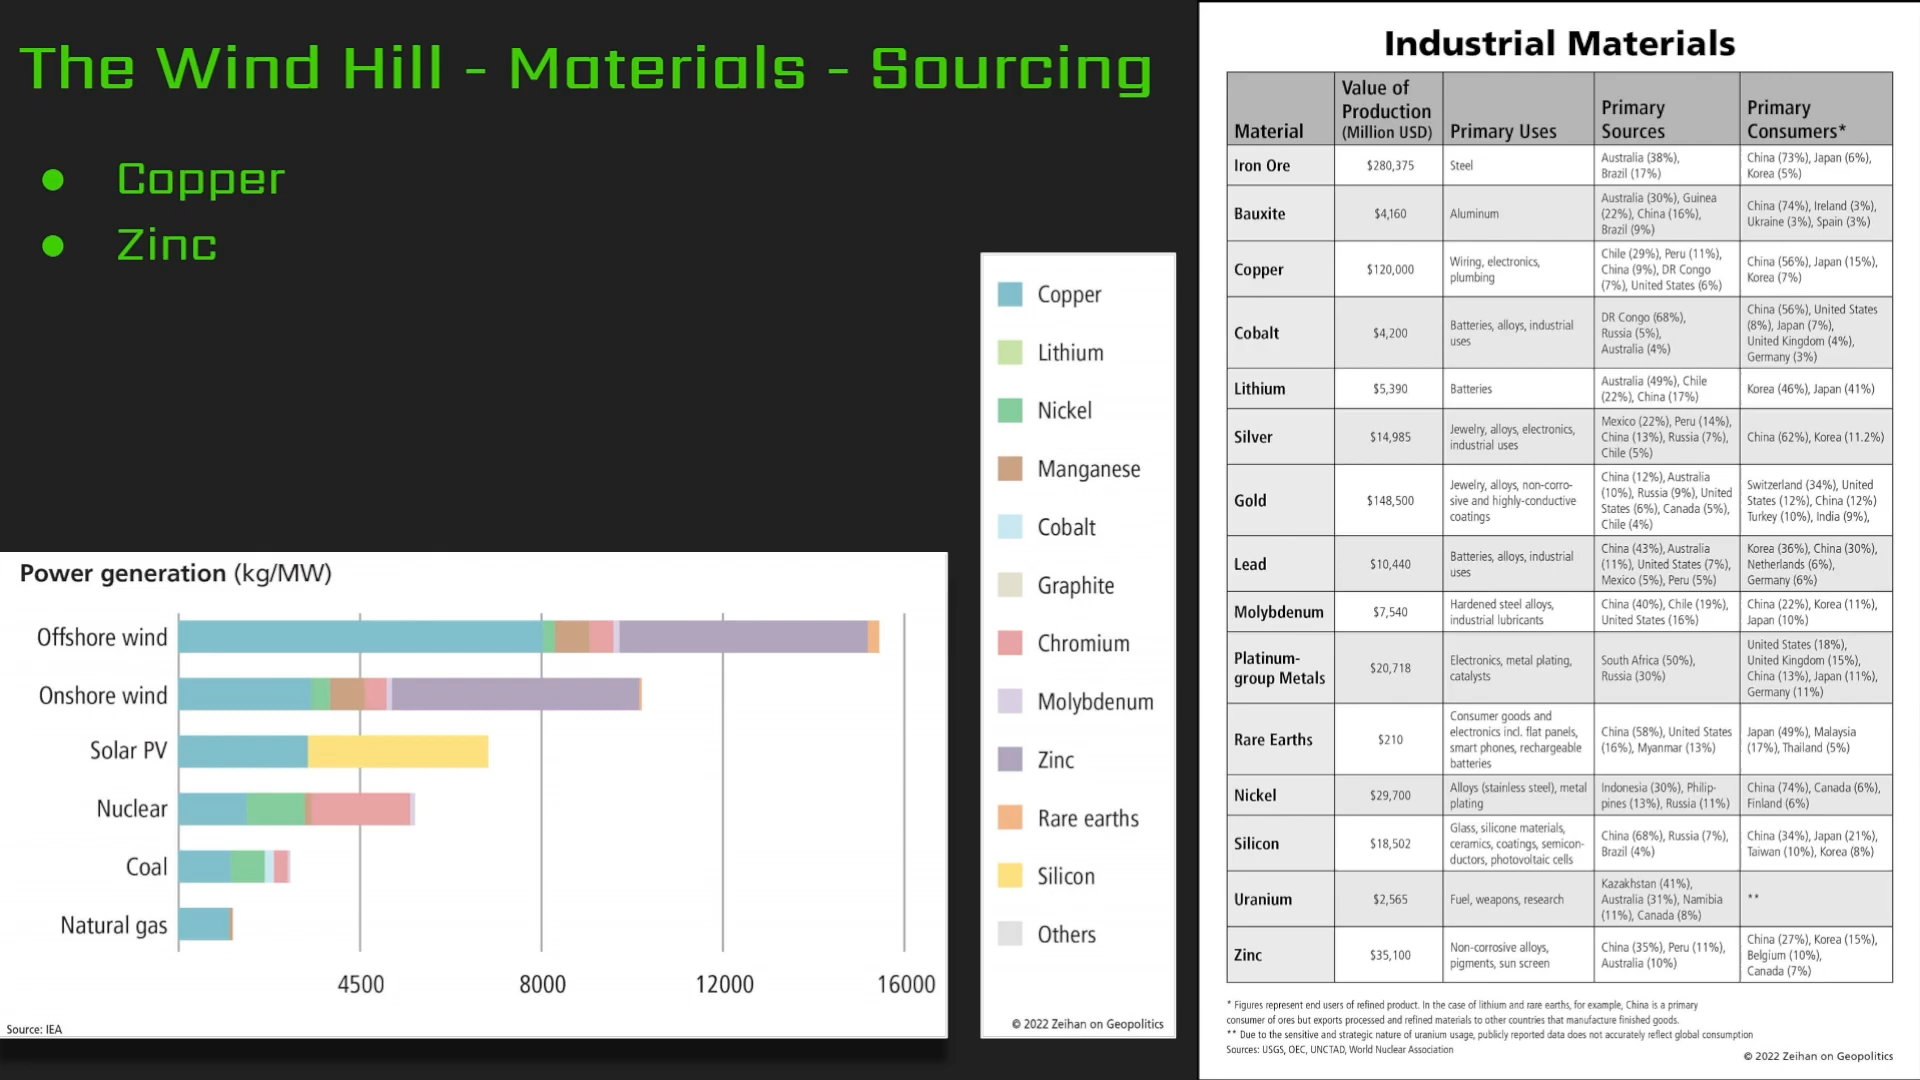 The Wind Hill - Materials - Sourcing
● Copper
● Zinc
Power generation (kg/MW)
Offshore wind
Onshore wind
Solar PV
Nuclear
Coal
Natural gas
4500
8000
12000
16000
Source: IEA
Copper
Lithium
Nickel
Manganese
Cobalt
Graphite
Chromium
Molybdenum
Zinc
Rare earths
Silicon
Others
© 2022 Zeihan on Geopolitics
Industrial Materials
Material
Value of
Production
(Million USD)
Primary Uses
Primary
Sources
Primary
Consumers*
Iron Ore
$280,375
Steel
Australia (38%),
Brazil (17%)
China (73%), Japan (6%),
Korea (5%)
Bauxite
$4,160
Aluminum
Australia (30%), Guinea
(22%), China (16%),
Brazil (9%)
China (74%), Ireland (3%),
Ukraine (3%), Spain (3%)
Copper
$120,000
Wiring, electronics,
plumbing
Chile (29%), Peru (11%),
China (9%), DR Congo
(7%), United States (6%)
China (56%), Japan (15%),
Korea (7%)
Cobalt
$4,200
Batteries, alloys, industrial
uses
DR Congo (68%),
Russia (5%),
Australia (4%)
China (56%), United States
(8%), Japan (7%),
United Kingdom (4%),
Germany (3%)
Lithium
$5,390
Batteries
Australia (49%), Chile
(22%), China (17%)
Korea (46%), Japan (41%)
Silver
$14,985
Jewelry, alloys, electronics,
industrial uses
Mexico (22%), Peru (14%),
China (13%), Russia (7%),
Chile (5%)
China (62%), Korea (11.2%)
Gold
$148,500
Jewelry, alloys, non-corro-
sive and highly-conductive
coatings
China (12%), Australia
(10%), Russia (9%), United
States (6%), Canada (5%),
Chile (4%)
Switzerland (34%), United
States (12%), China (12%)
Turkey (10%), India (9%),
Lead
$10,440
Batteries, alloys, industrial
uses
China (43%), Australia
(11%), United States (7%),
Mexico (5%), Peru (5%)
Korea (36%), China (30%),
Netherlands (6%),
Germany (6%)
Molybdenum
$7,540
Hardened steel alloys,
industrial lubricants
China (40%), Chile (19%),
United States (16%)
China (22%), Korea (11%),
Japan (10%)
Platinum-
group Metals
$20,718
Electronics, metal plating,
catalysts
South Africa (50%),
Russia (30%)
United States (18%),
United Kingdom (15%),
China (13%), Japan (11%),
Germany (11%)
Rare Earths
$210
Consumer goods and
electronics incl. flat panels,
smart phones, rechargeable
batteries
China (58%), United States
(16%), Myanmar (13%)
Japan (49%), Malaysia
(17%), Thailand (5%)
Nickel
$29,700
Alloys (stainless steel), metal
plating
Indonesia (30%), Philip-
pines (13%), Russia (11%)
China (74%), Canada (6%),
Finland (6%)
Silicon
$18,502
Glass, silicone materials,
ceramics, coatings, semicon-
ductors, photovoltaic cells
China (68%), Russia (7%),
Brazil (4%)
China (34%), Japan (21%),
Taiwan (10%), Korea (8%)
Uranium
$2,565
Fuel, weapons, research
Kazakhstan (41%),
Australia (31%), Namibia
(11%), Canada (8%)
**
Zinc
$35,100
Non-corrosive alloys,
pigments, sun screen
China (35%), Peru (11%),
Australia (10%)
China (27%), Korea (15%),
Belgium (10%),
Canada (7%)
* Figures represent end users of refined product. In the case of lithium and rare earths, for example, China is a primary
consumer of ores but exports processed and refined materials to other countries that manufacture finished goods.
** Due to the sensitive and strategic nature of uranium usage, publicly reported data does not accurately reflect global consumption
Sources: USGS, OEC, UNCTAD, World Nuclear Association
© 2022 Zeihan on Geopolitics